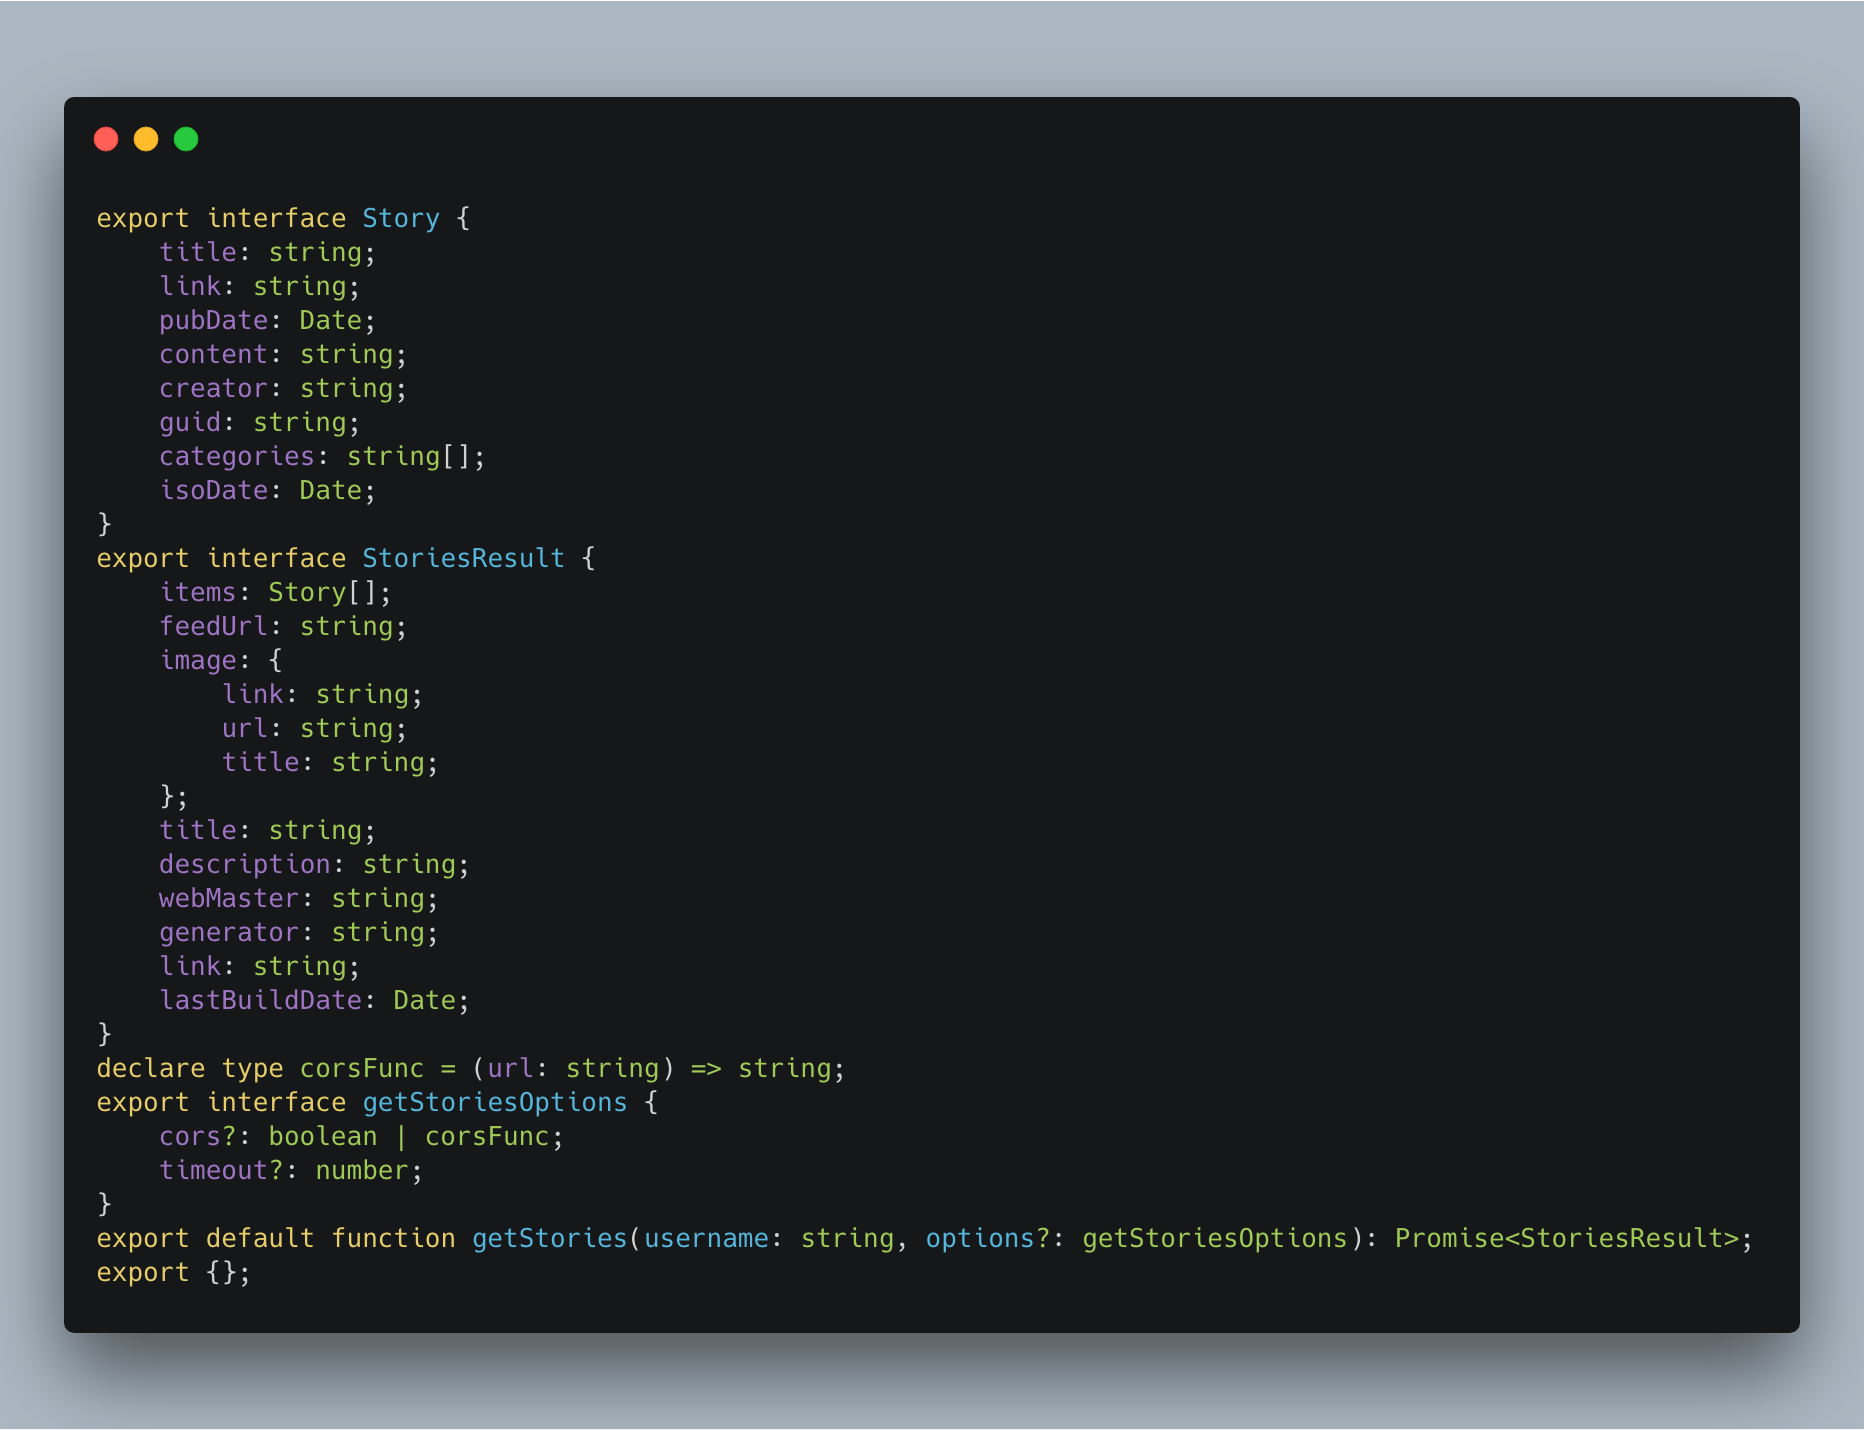 export interface Story {
    title: string;
    link: string;
    pubDate: Date;
    content: string;
    creator: string;
    guid: string;
    categories: string[];
    isoDate: Date;
}
export interface StoriesResult {
    items: Story[];
    feedUrl: string;
    image: {
        link: string;
        url: string;
        title: string;
    };
    title: string;
    description: string;
    webMaster: string;
    generator: string;
    link: string;
    lastBuildDate: Date;
}
declare type corsFunc = (url: string) => string;
export interface getStoriesOptions {
    cors?: boolean | corsFunc;
    timeout?: number;
}
export default function getStories(username: string, options?: getStoriesOptions): Promise<StoriesResult>;
export {};